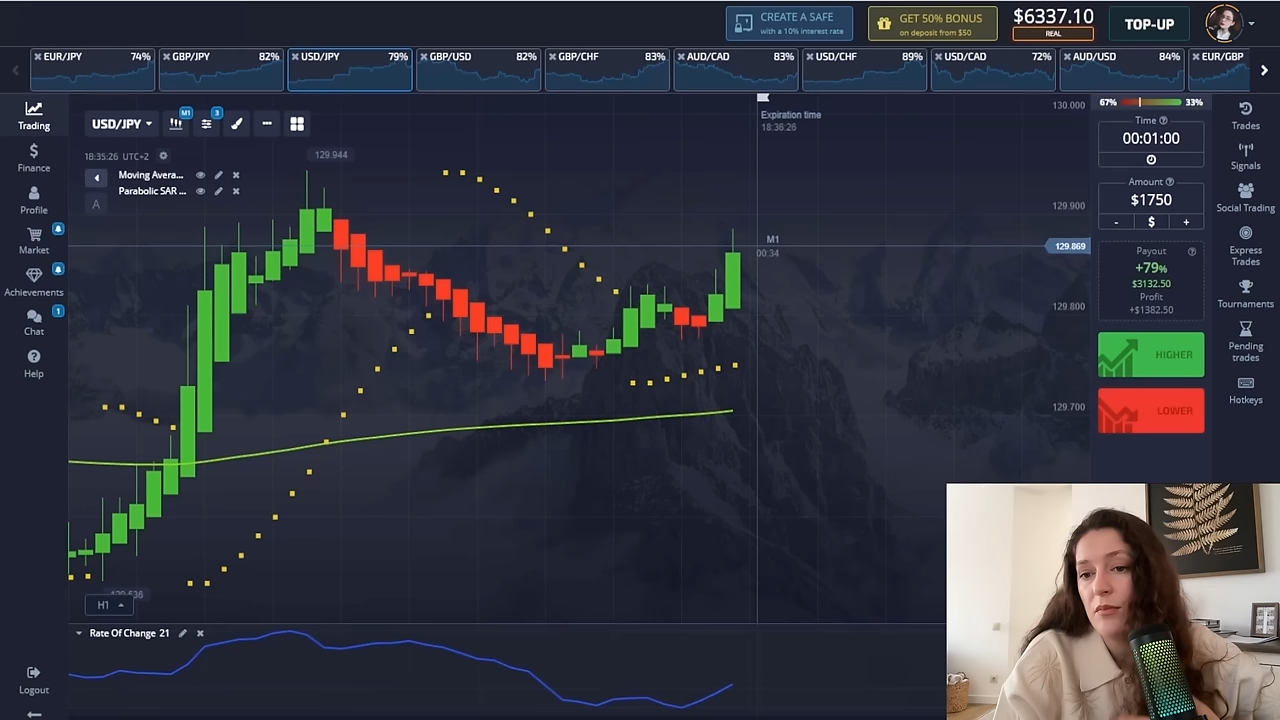 CREATE A SAFE
with a 10% interest rate
GET 50% BONUS
on deposit from $50
$6337.10
REAL
TOP-UP
EUR/JPY 74%
GBP/JPY 82%
USD/JPY 79%
GBP/USD 82%
GBP/CHF 83%
AUD/CAD 83%
USD/CHF 89%
USD/CAD 72%
AUD/USD 84%
EUR/GBP
Trading
Finance
Profile
Market
Achievements
1
Chat
Help
Logout
USD/JPY
M1
3
18:35:26 UTC+2
Moving Avera...
Parabolic SAR ...
A
129.944
Expiration time
18:36:26
M1
00:34
130.000
129.900
129.869
129.800
129.700
129.536
H1
Rate Of Change 21
67% 33%
Time
00:01:00
Amount
$1750
- $ +
Payout
+79%
$3132.50
Profit
+$1382.50
HIGHER
LOWER
Trades
Signals
Social Trading
Express
Trades
Tournaments
Pending
trades
Hotkeys